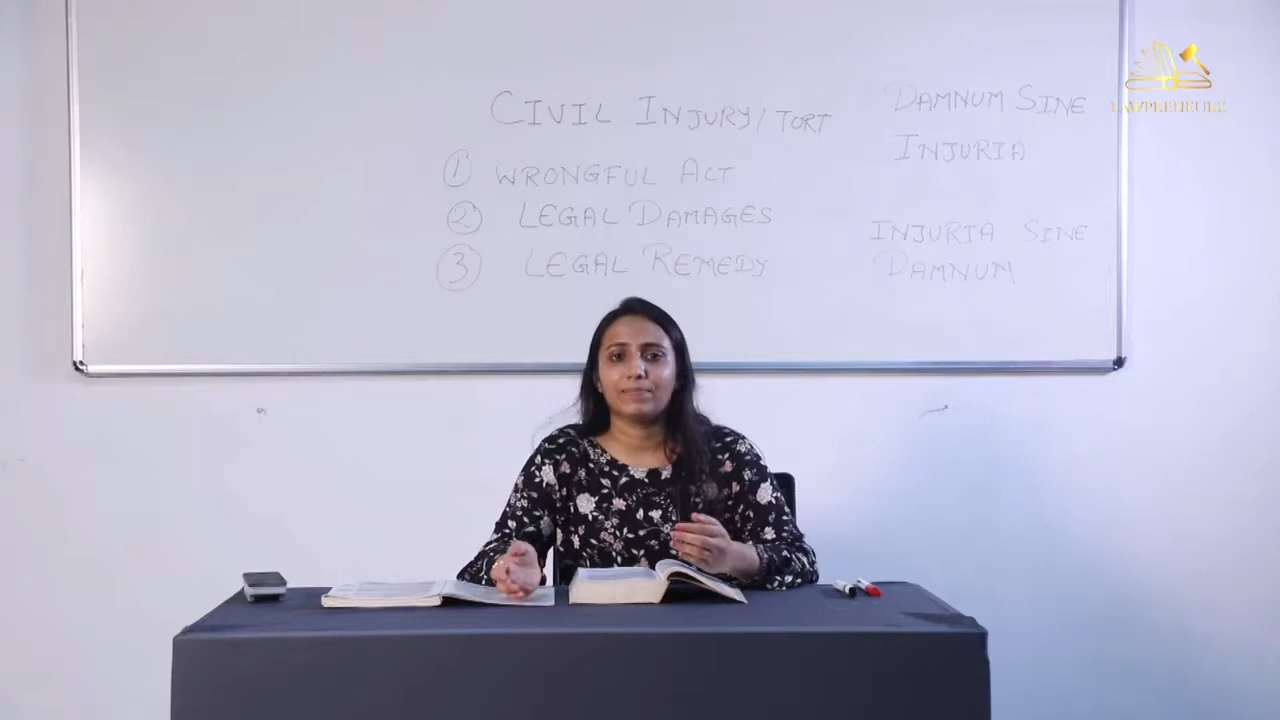 CIVIL INJURY/TORT
① WRONGFUL ACT
② LEGAL DAMAGES
③ LEGAL REMEDY
DAMNUM SINE
INJURIA
INJURIA SINE
DAMNUM